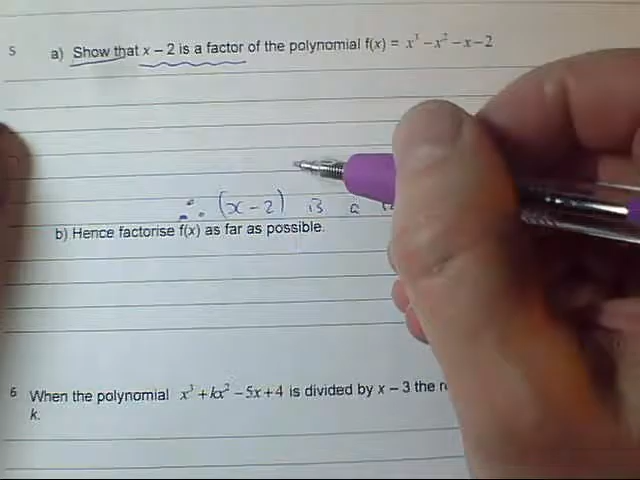 5 a) Show that x − 2 is a factor of the polynomial f(x) = x³ − x² − x − 2
∴ (x − 2) is a
b) Hence factorise f(x) as far as possible.
6 When the polynomial x³ + kx² − 5x + 4 is divided by x − 3 the
k.